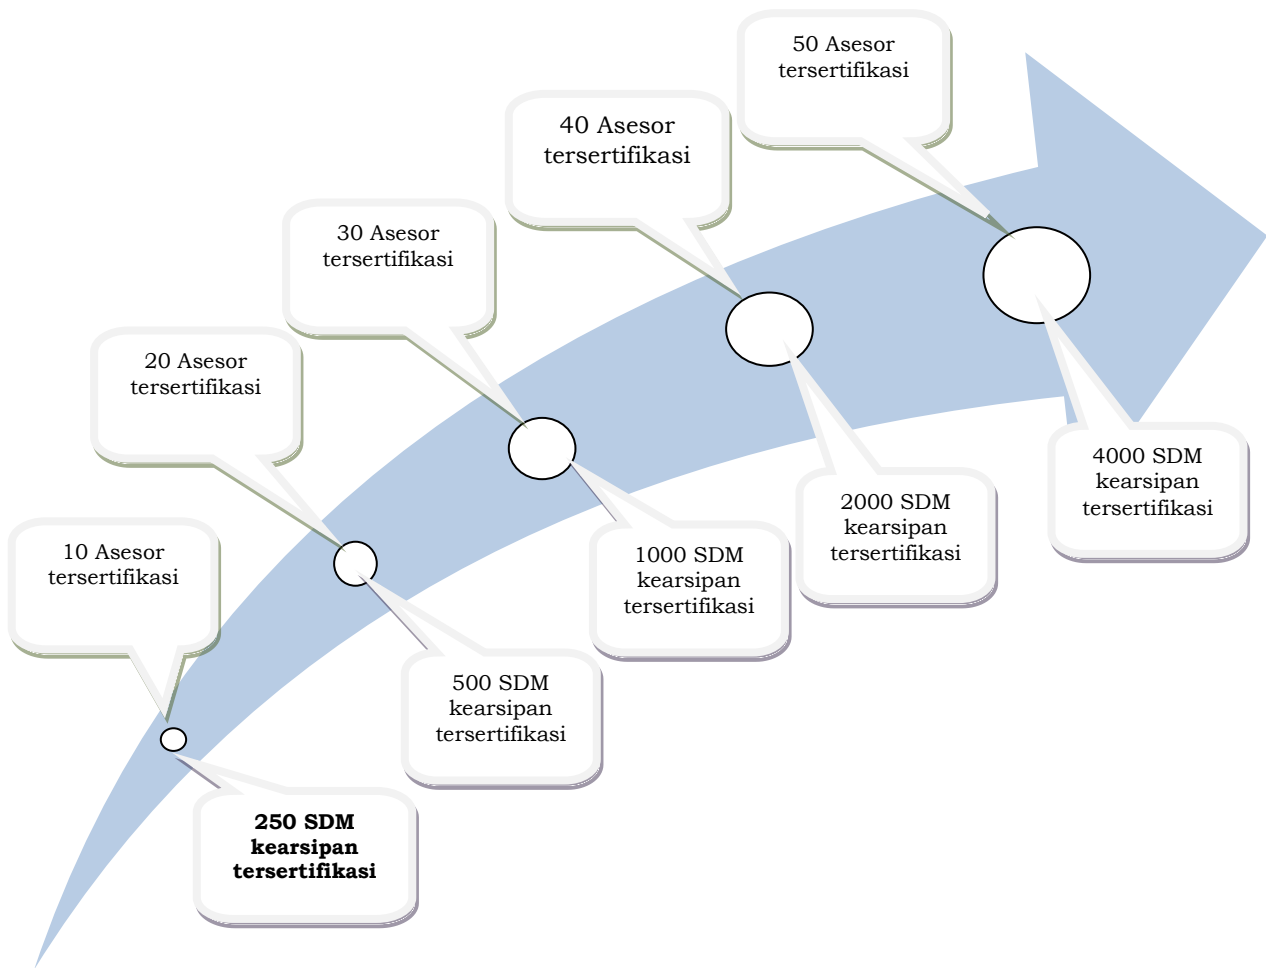 50 Asesor
tersertifikasi
40 Asesor
tersertifikasi
30 Asesor
tersertifikasi
20 Asesor
tersertifikasi
10 Asesor
tersertifikasi
4000 SDM
kearsipan
tersertifikasi
2000 SDM
kearsipan
tersertifikasi
1000 SDM
kearsipan
tersertifikasi
500 SDM
kearsipan
tersertifikasi
250 SDM
kearsipan
tersertifikasi